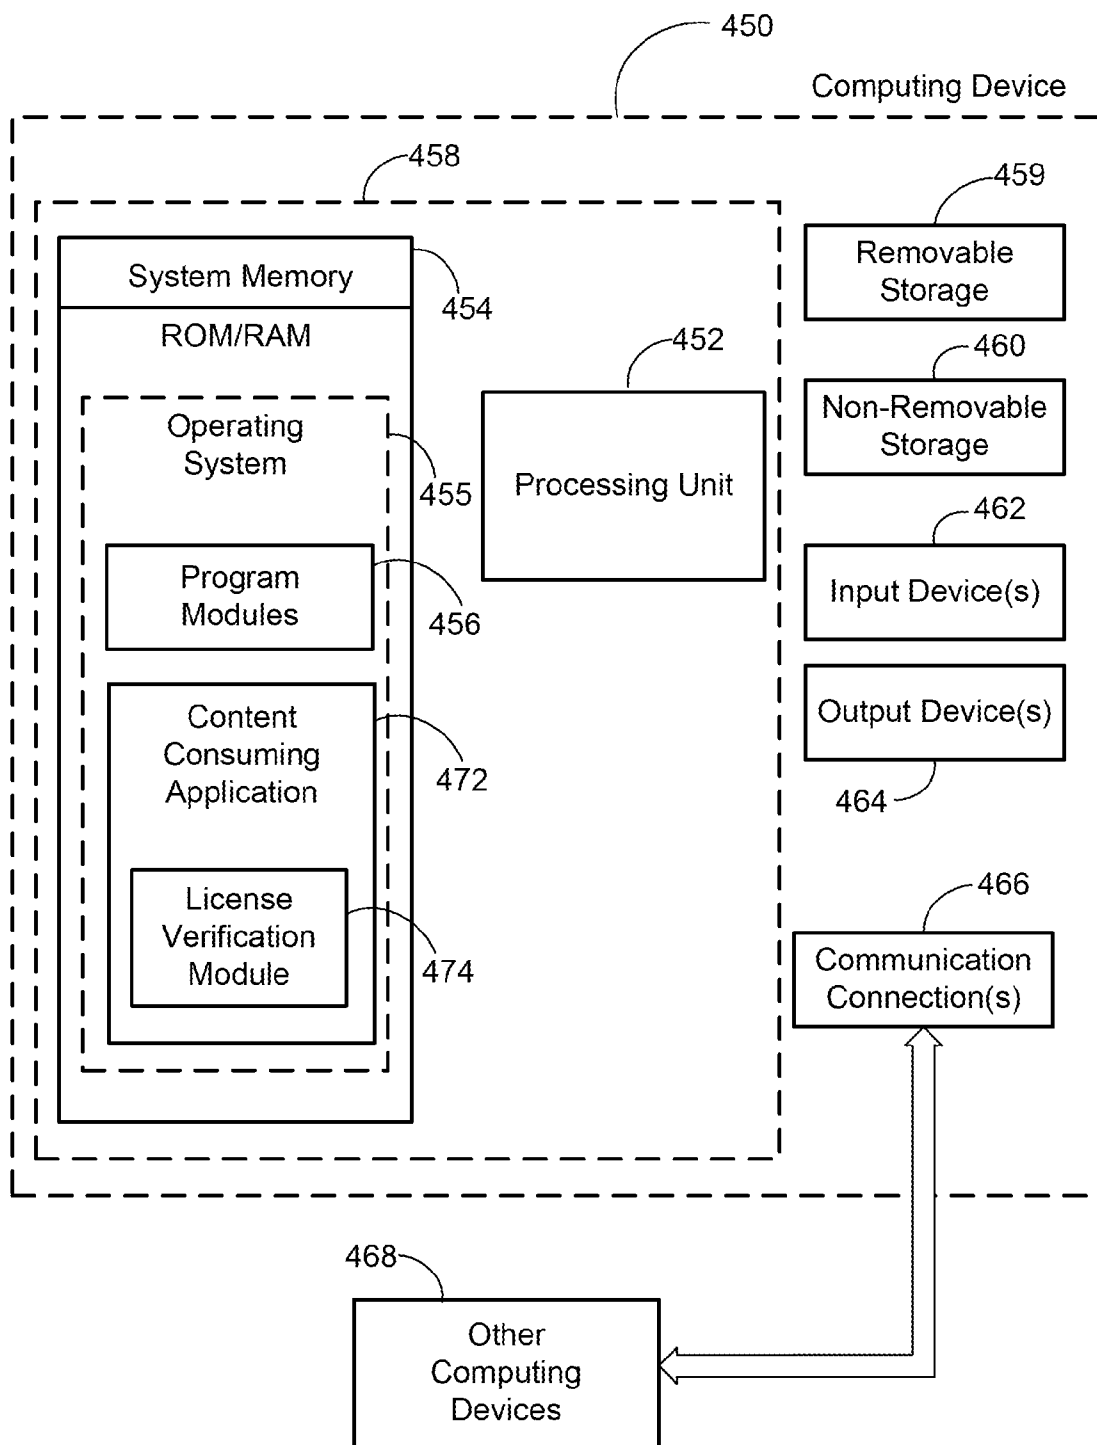 450
Computing Device
458
459
Removable
Storage
System Memory
454
ROM/RAM
452
460
Non-Removable
Storage
Operating
System
455
Processing Unit
462
Input Device(s)
Program
Modules
456
Output Device(s)
464
Content
Consuming
Application
472
License
Verification
Module
474
466
Communication
Connection(s)
468
Other
Computing
Devices